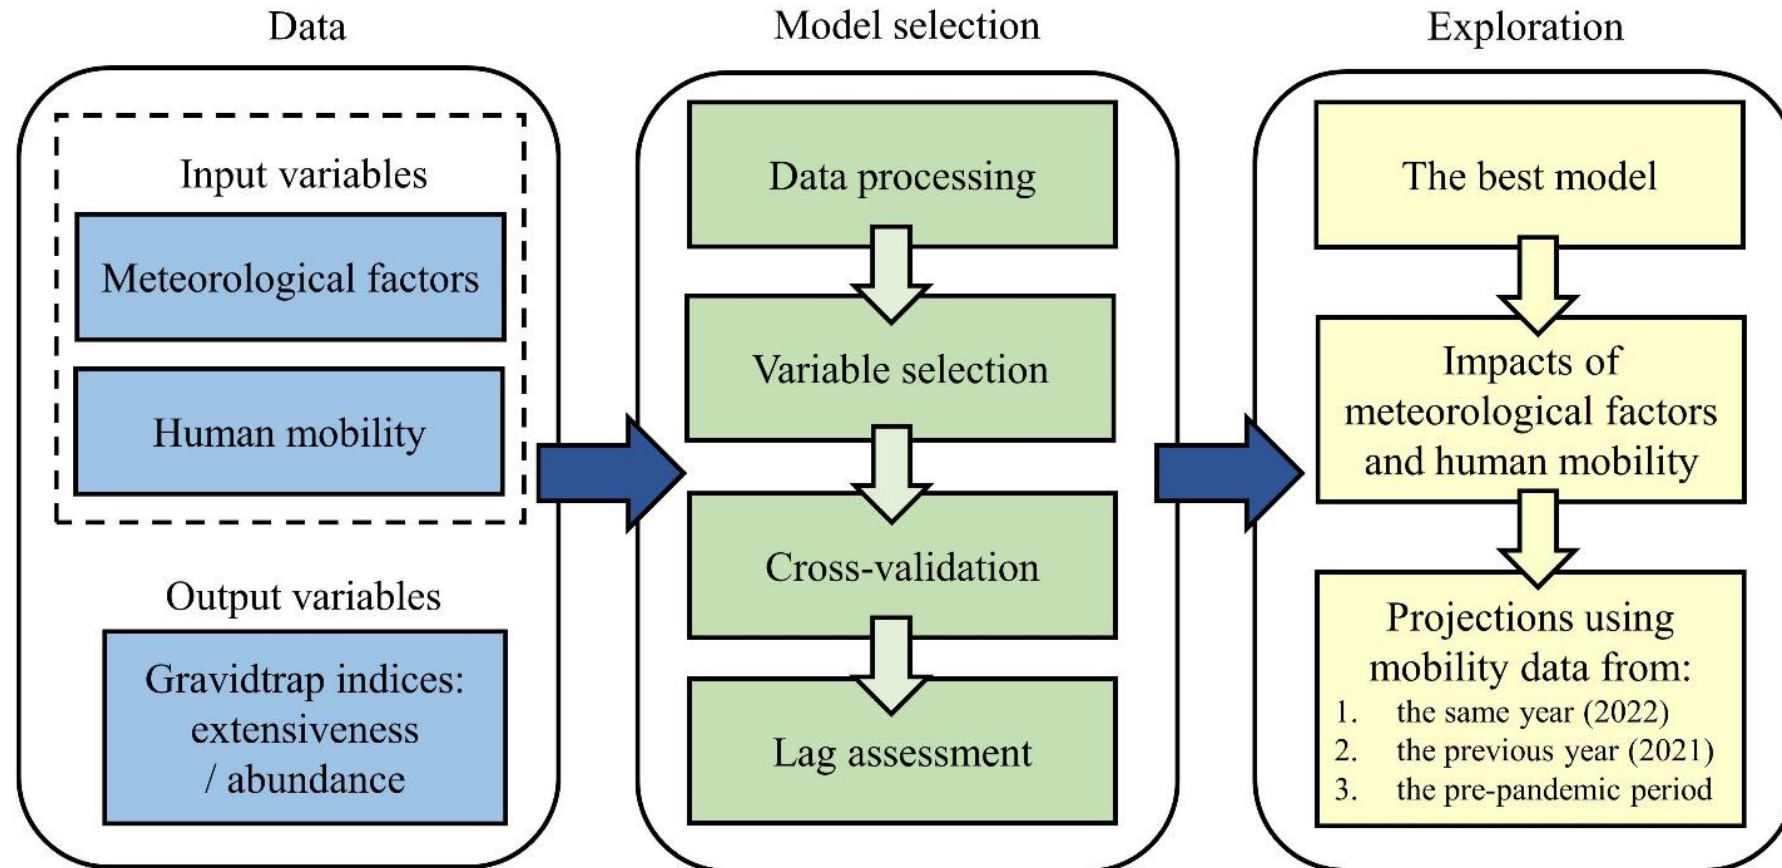 Data
Input variables
Meteorological factors
Human mobility
Output variables
Gravidtrap indices:
extensiveness
/ abundance
Model selection
Data processing
Variable selection
Cross-validation
Lag assessment
Exploration
The best model
Impacts of
meteorological factors
and human mobility
Projections using
mobility data from:
1. the same year (2022)
2. the previous year (2021)
3. the pre-pandemic period